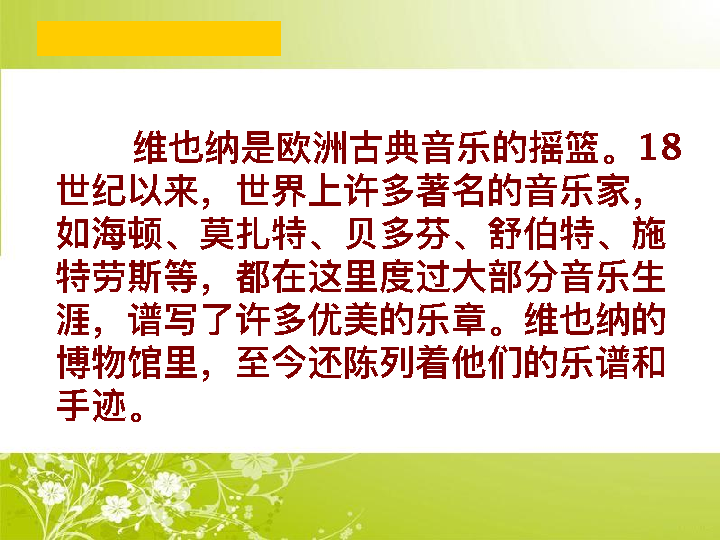 维也纳是欧洲古典音乐的摇篮。18
世纪以来，世界上许多著名的音乐家，
如海顿、莫扎特、贝多芬、舒伯特、施
特劳斯等，都在这里度过大部分音乐生
涯，谱写了许多优美的乐章。维也纳的
博物馆里，至今还陈列着他们的乐谱和
手迹。